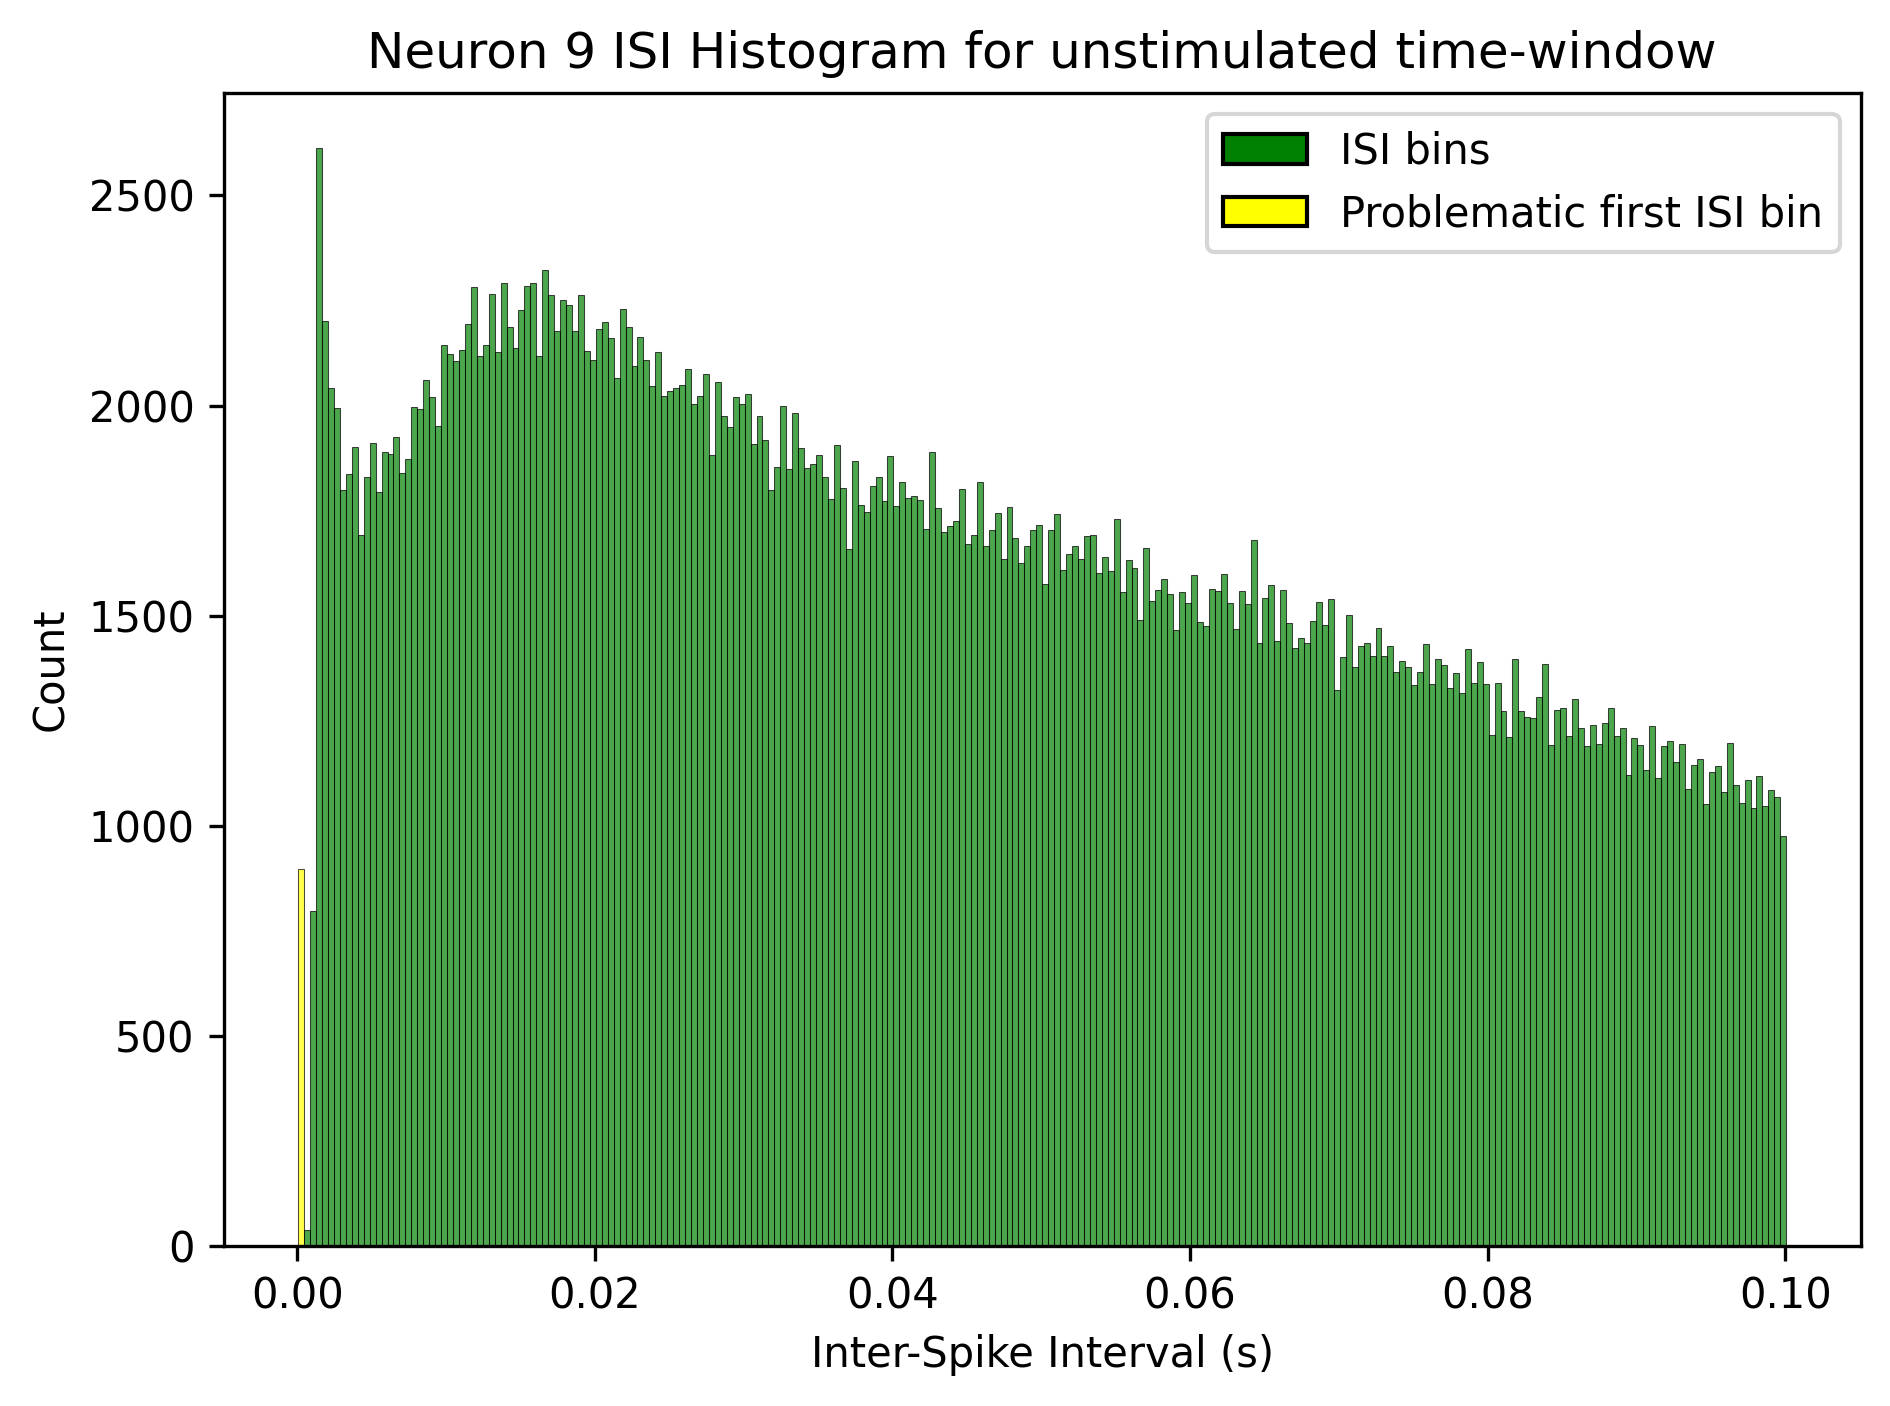 Neuron 9 ISI Histogram for unstimulated time-window
ISI bins
Problematic first ISI bin
Count
2500
2000
1500
1000
500
0
0.00 0.02 0.04 0.06 0.08 0.10
Inter-Spike Interval (s)